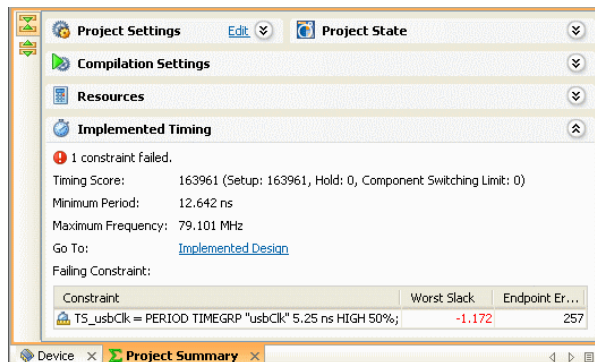 Project Settings Edit Project State
Compilation Settings
Resources
Implemented Timing
1 constraint failed.
Timing Score: 163961 (Setup: 163961, Hold: 0, Component Switching Limit: 0)
Minimum Period: 12.642 ns
Maximum Frequency: 79.101 MHz
Go To: Implemented Design
Failing Constraint:
Constraint Worst Slack Endpoint Er...
TS_usbClk = PERIOD TIMEGRP "usbClk" 5.25 ns HIGH 50%; -1.172 257
Device Project Summary